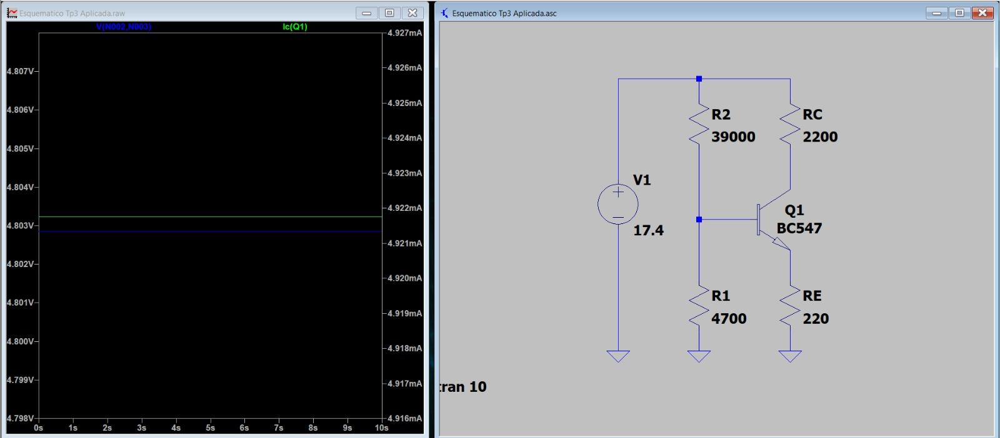 Esquematico Tp3 Aplicada.raw
V(N002,N003)
Ic(Q1)
4.807V
4.806V
4.805V
4.804V
4.803V
4.802V
4.801V
4.800V
4.799V
4.798V
4.927mA
4.926mA
4.925mA
4.924mA
4.923mA
4.922mA
4.921mA
4.920mA
4.919mA
4.918mA
4.917mA
4.916mA
0s 1s 2s 3s 4s 5s 6s 7s 8s 9s 10s
Esquematico Tp3 Aplicada.asc
R2
39000
RC
2200
V1
17.4
Q1
BC547
R1
4700
RE
220
tran 10